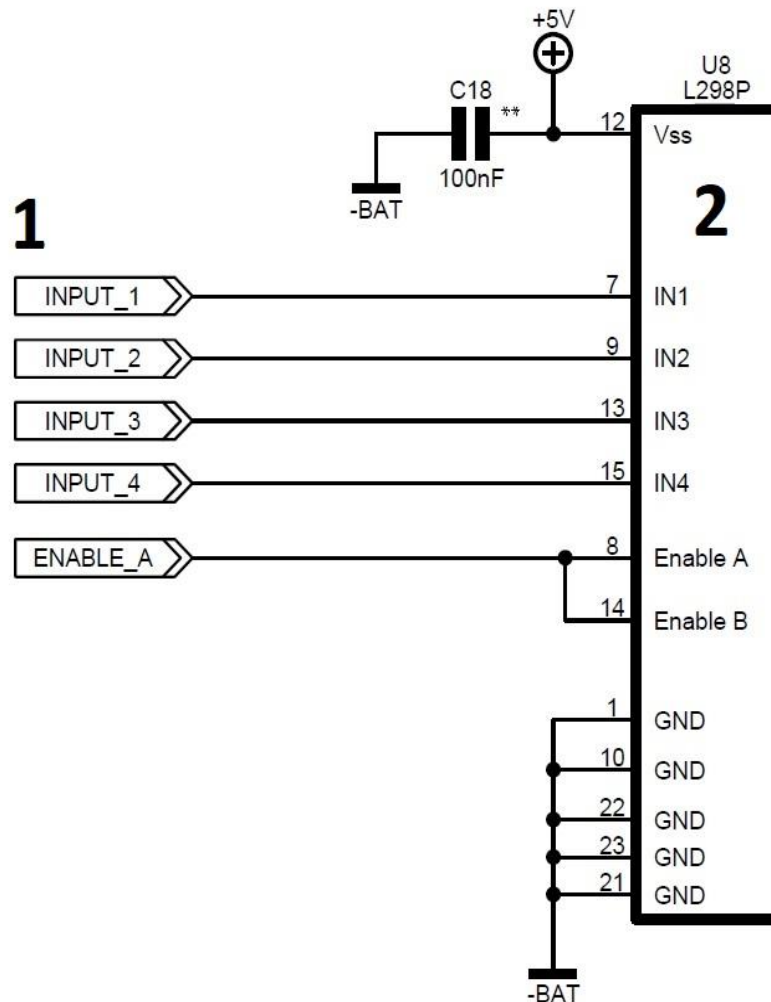 +5V
U8
L298P
C18
**
12
Vss
100nF
-BAT
1
2
INPUT_1
7
IN1
INPUT_2
9
IN2
INPUT_3
13
IN3
INPUT_4
15
IN4
ENABLE_A
8
Enable A
14
Enable B
1
GND
10
GND
22
GND
23
GND
21
GND
-BAT